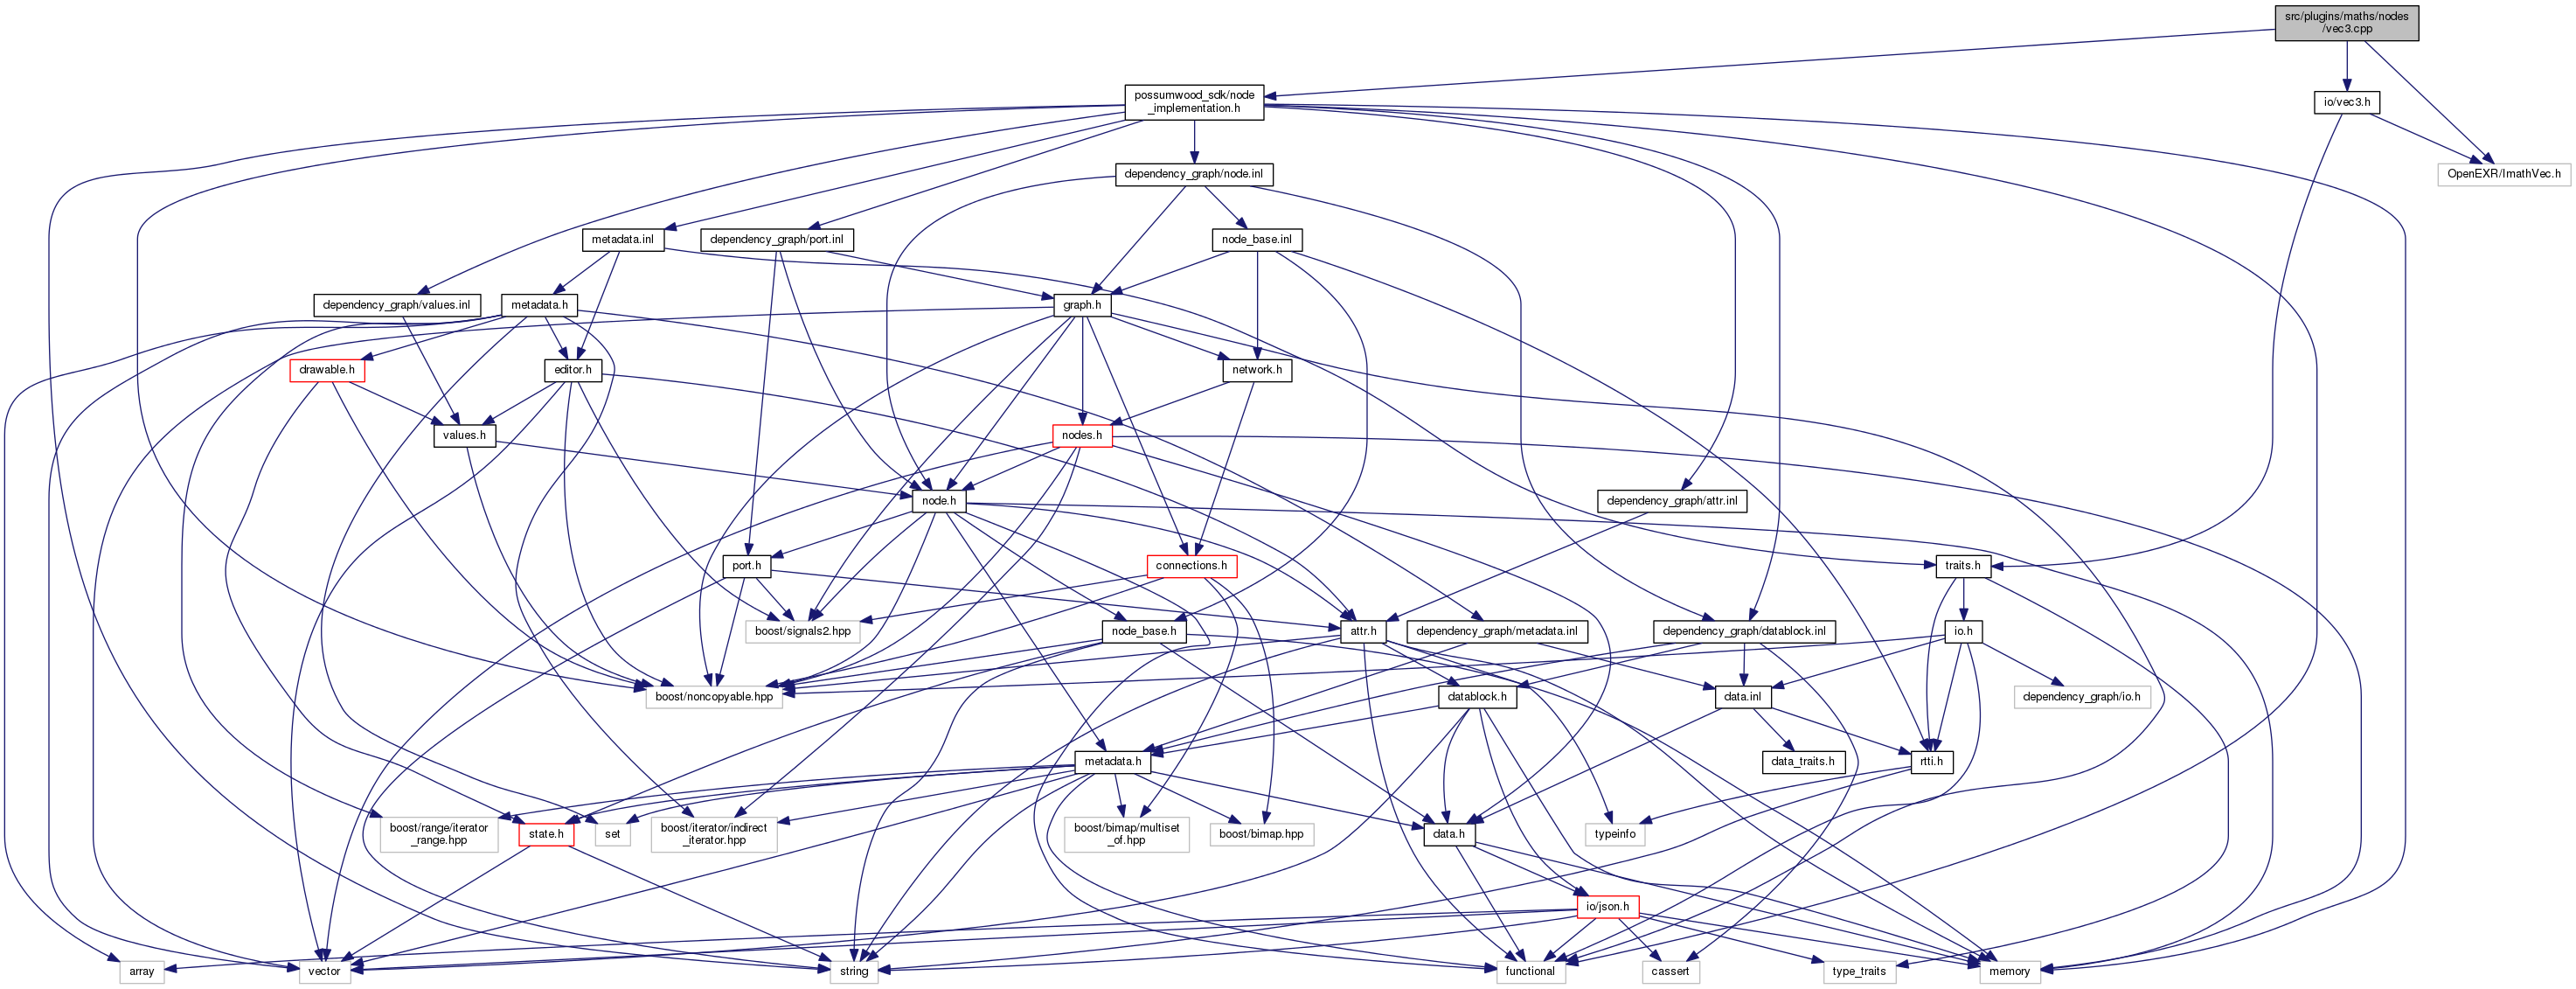 src/plugins/maths/nodes
/vec3.cpp
possumwood_sdk/node
_implementation.h
io/vec3.h
dependency_graph/node.inl
OpenEXR/ImathVec.h
metadata.inl
dependency_graph/port.inl
node_base.inl
dependency_graph/values.inl
metadata.h
graph.h
drawable.h
editor.h
network.h
values.h
nodes.h
node.h
dependency_graph/attr.inl
port.h
connections.h
traits.h
boost/signals2.hpp
node_base.h
attr.h
dependency_graph/metadata.inl
dependency_graph/datablock.inl
io.h
boost/noncopyable.hpp
datablock.h
data.inl
dependency_graph/io.h
metadata.h
data_traits.h
rtti.h
boost/range/iterator
_range.hpp
state.h
set
boost/iterator/indirect
_iterator.hpp
boost/bimap/multiset
_of.hpp
boost/bimap.hpp
data.h
typeinfo
io/json.h
array
vector
string
functional
cassert
type_traits
memory